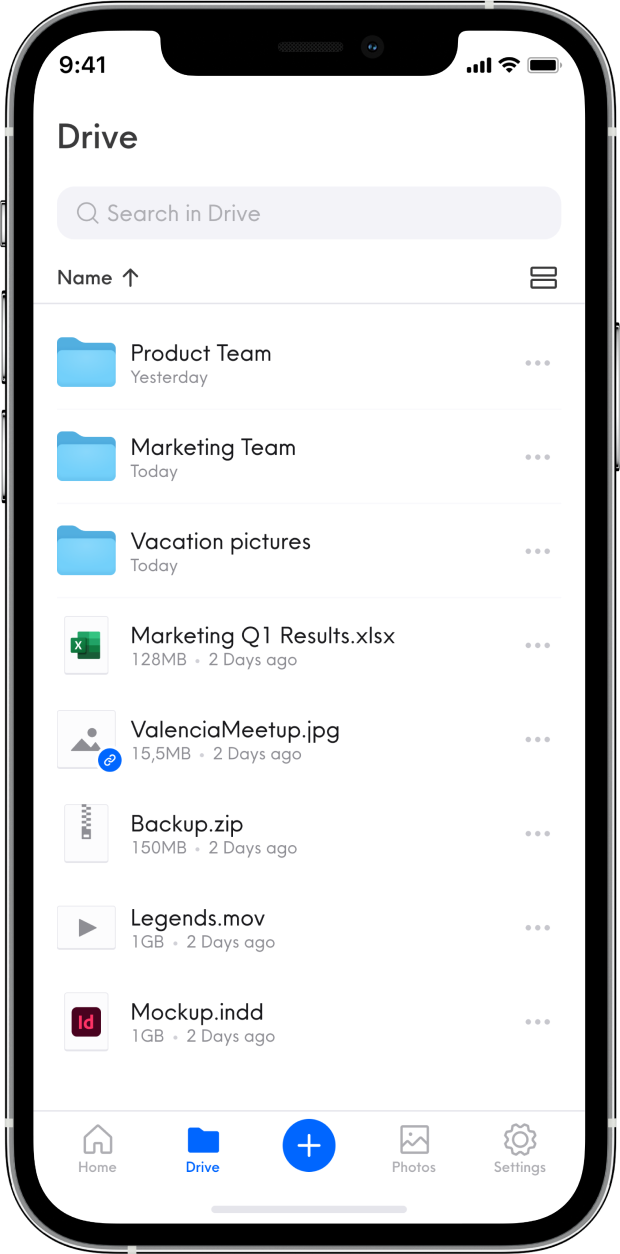 9:41
Drive
Search in Drive
Name ↑
Product Team
Yesterday
Marketing Team
Today
Vacation pictures
Today
X
Marketing Q1 Results.xlsx
128MB • 2 Days ago
ValenciaMeetup.jpg
15,5MB • 2 Days ago
Backup.zip
150MB • 2 Days ago
Legends.mov
1GB • 2 Days ago
Id
Mockup.indd
1GB • 2 Days ago
Home Drive Photos Settings